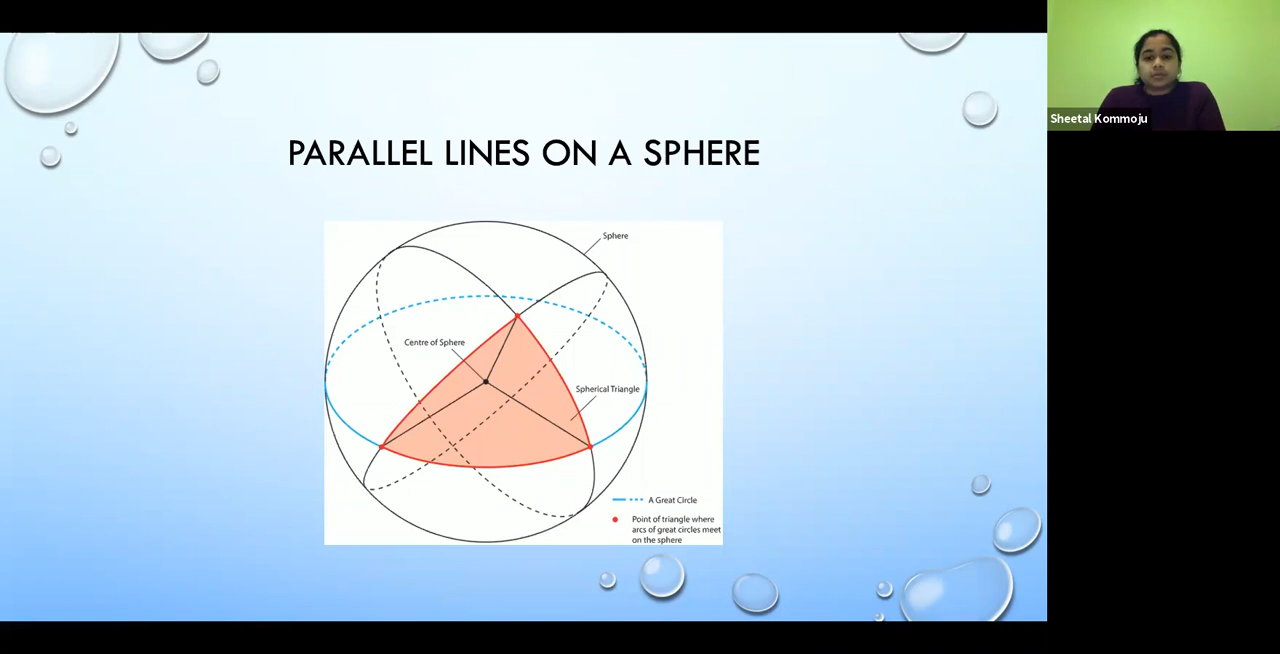 Sheetal Kommoju
PARALLEL LINES ON A SPHERE
Sphere
Centre of Sphere
Spherical Triangle
A Great Circle
Point of triangle where
arcs of great circles meet
on the sphere